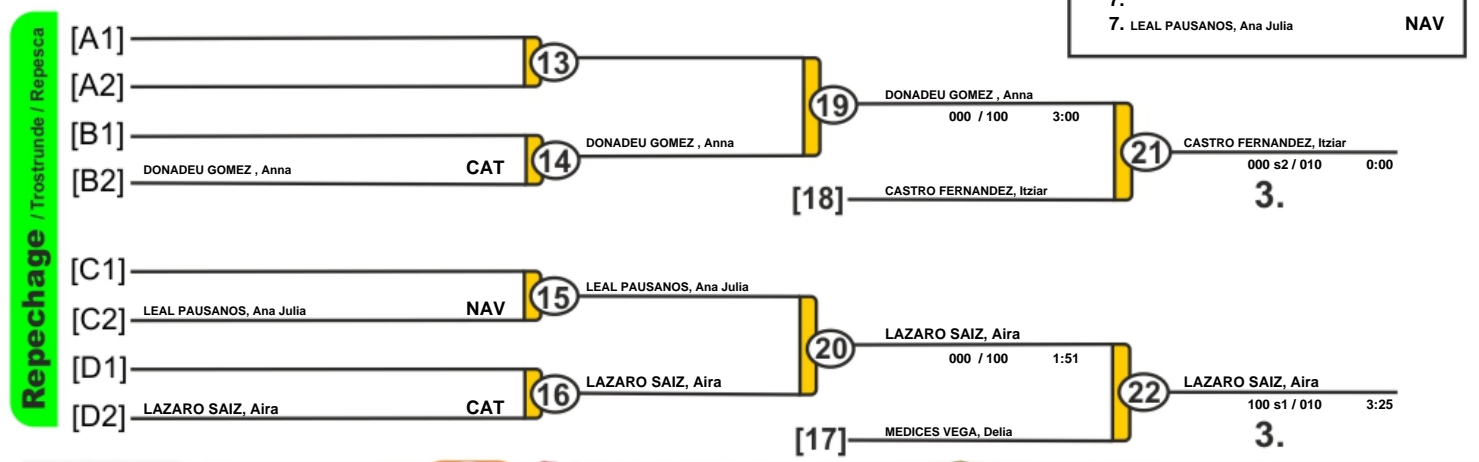 7.
7. LEAL PAUSANOS, Ana Julia NAV
Repechage / Trostrunde / Repesca
[A1]
13
[A2]
19
DONADEU GOMEZ , Anna
000 / 100 3:00
[B1]
14
DONADEU GOMEZ , Anna
[B2] DONADEU GOMEZ , Anna CAT
21
CASTRO FERNANDEZ, Itziar
000 s2 / 010 0:00
3.
[18] CASTRO FERNANDEZ, Itziar
[C1]
15
LEAL PAUSANOS, Ana Julia
[C2] LEAL PAUSANOS, Ana Julia NAV
20
LAZARO SAIZ, Aira
000 / 100 1:51
[D1]
16
LAZARO SAIZ, Aira
[D2] LAZARO SAIZ, Aira CAT
22
LAZARO SAIZ, Aira
100 s1 / 010 3:25
3.
[17] MEDICES VEGA, Delia